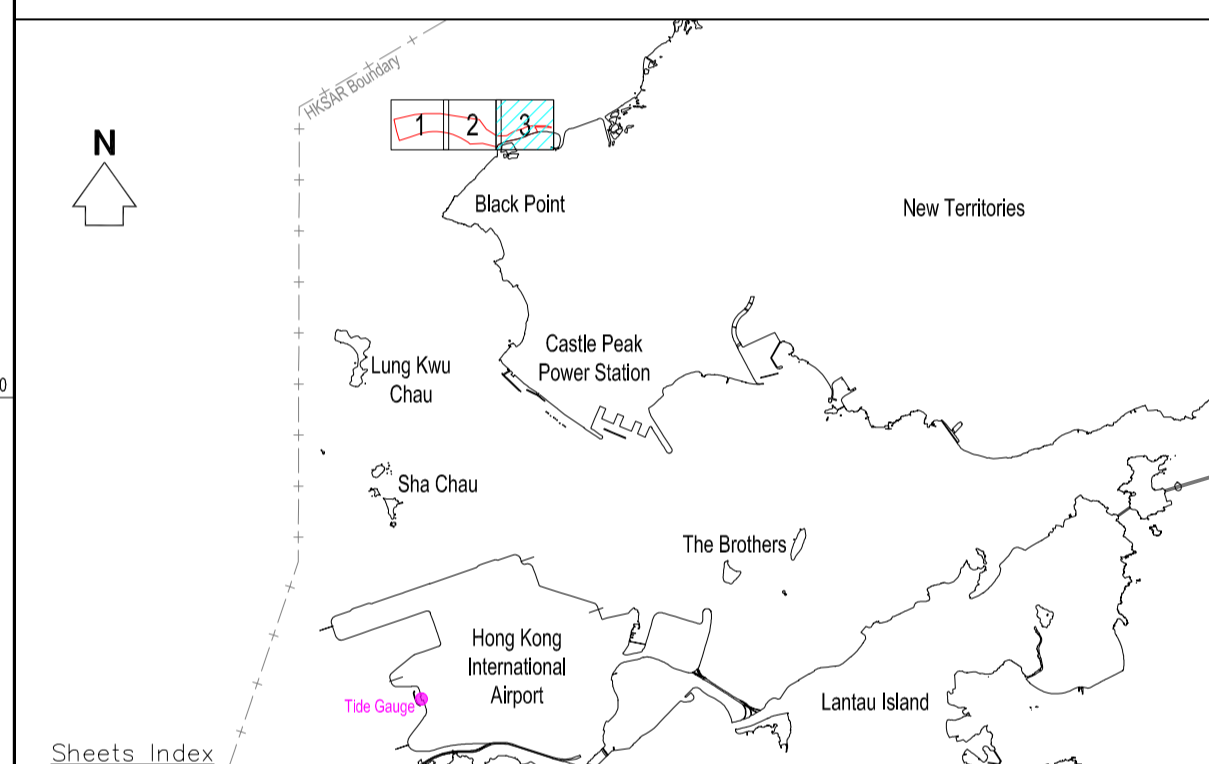 HKSAR Boundary
1 2 3
N
Black Point
New Territories
Castle Peak
Power Station
Lung Kwu
Chau
0
Sha Chau
The Brothers
Hong Kong
International
Airport
Tide Gauge
Lantau Island
Sheets Index